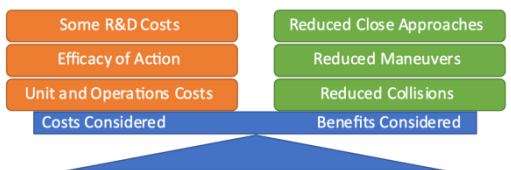 Some R&D Costs
Reduced Close Approaches
Efficacy of Action
Reduced Maneuvers
Unit and Operations Costs
Reduced Collisions
Costs Considered
Benefits Considered